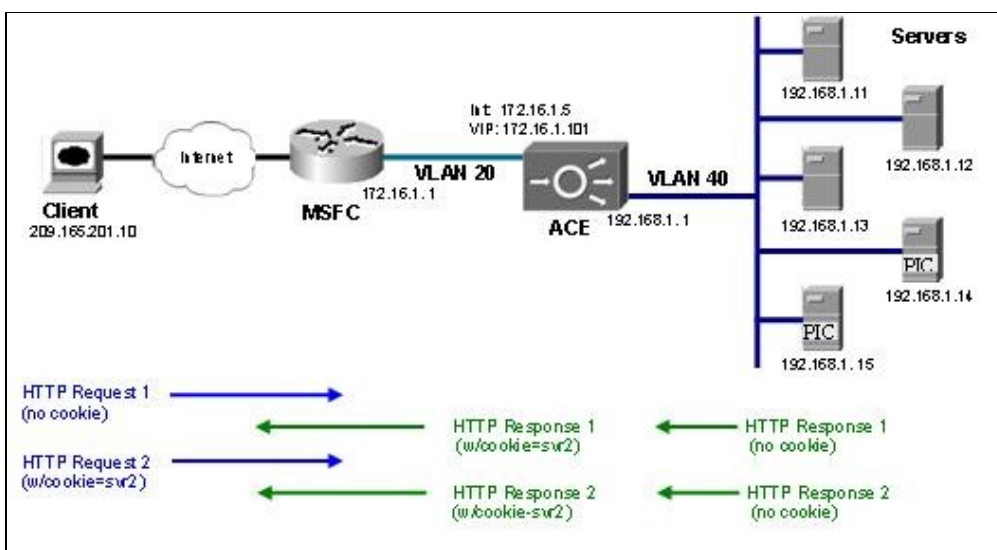 Servers
192.168.1.11
Int: 172.16.1.5
VIP: 172.16.1.101
Internet
VLAN 20
VLAN 40
192.168.1.12
172.16.1. 1
MSFC
Client
209.165.201.10
ACE
192.168.1. 1
192.168.1.13
PIC
192.168.1.14
PIC
192.168.1. 15
HTTP Request 1
(no cookie)
HTTP Response 1
(w/cookie=svr2)
HTTP Response 1
(no cookie)
HTTP Request 2
(w/cookie=svr2)
HTTP Response 2
(w/cookie-svr2)
HTTP Response 2
(no cookie)